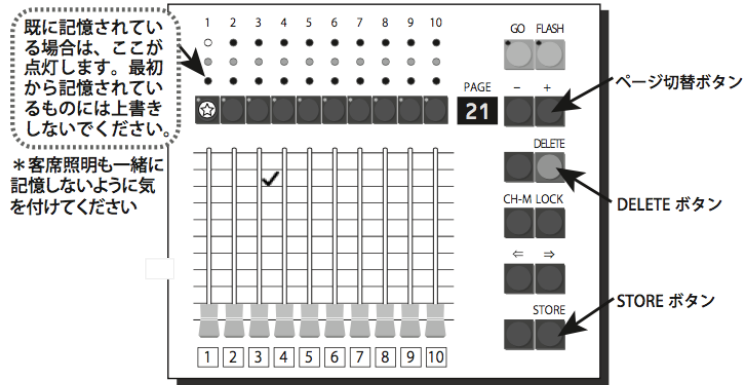 既に記憶されてい
る場合は、ここが
点灯します。最初
から記憶されてい
るものには上書き
しないでください。
＊客席照明も一緒に
記憶しないように気
を付けてください
1 2 3 4 5 6 7 8 9 10
GO FLASH
PAGE - +
21
ページ切替ボタン
DELETE
DELETE ボタン
CH-M LOCK
⇐ ⇒
STORE
STORE ボタン
1 2 3 4 5 6 7 8 9 10